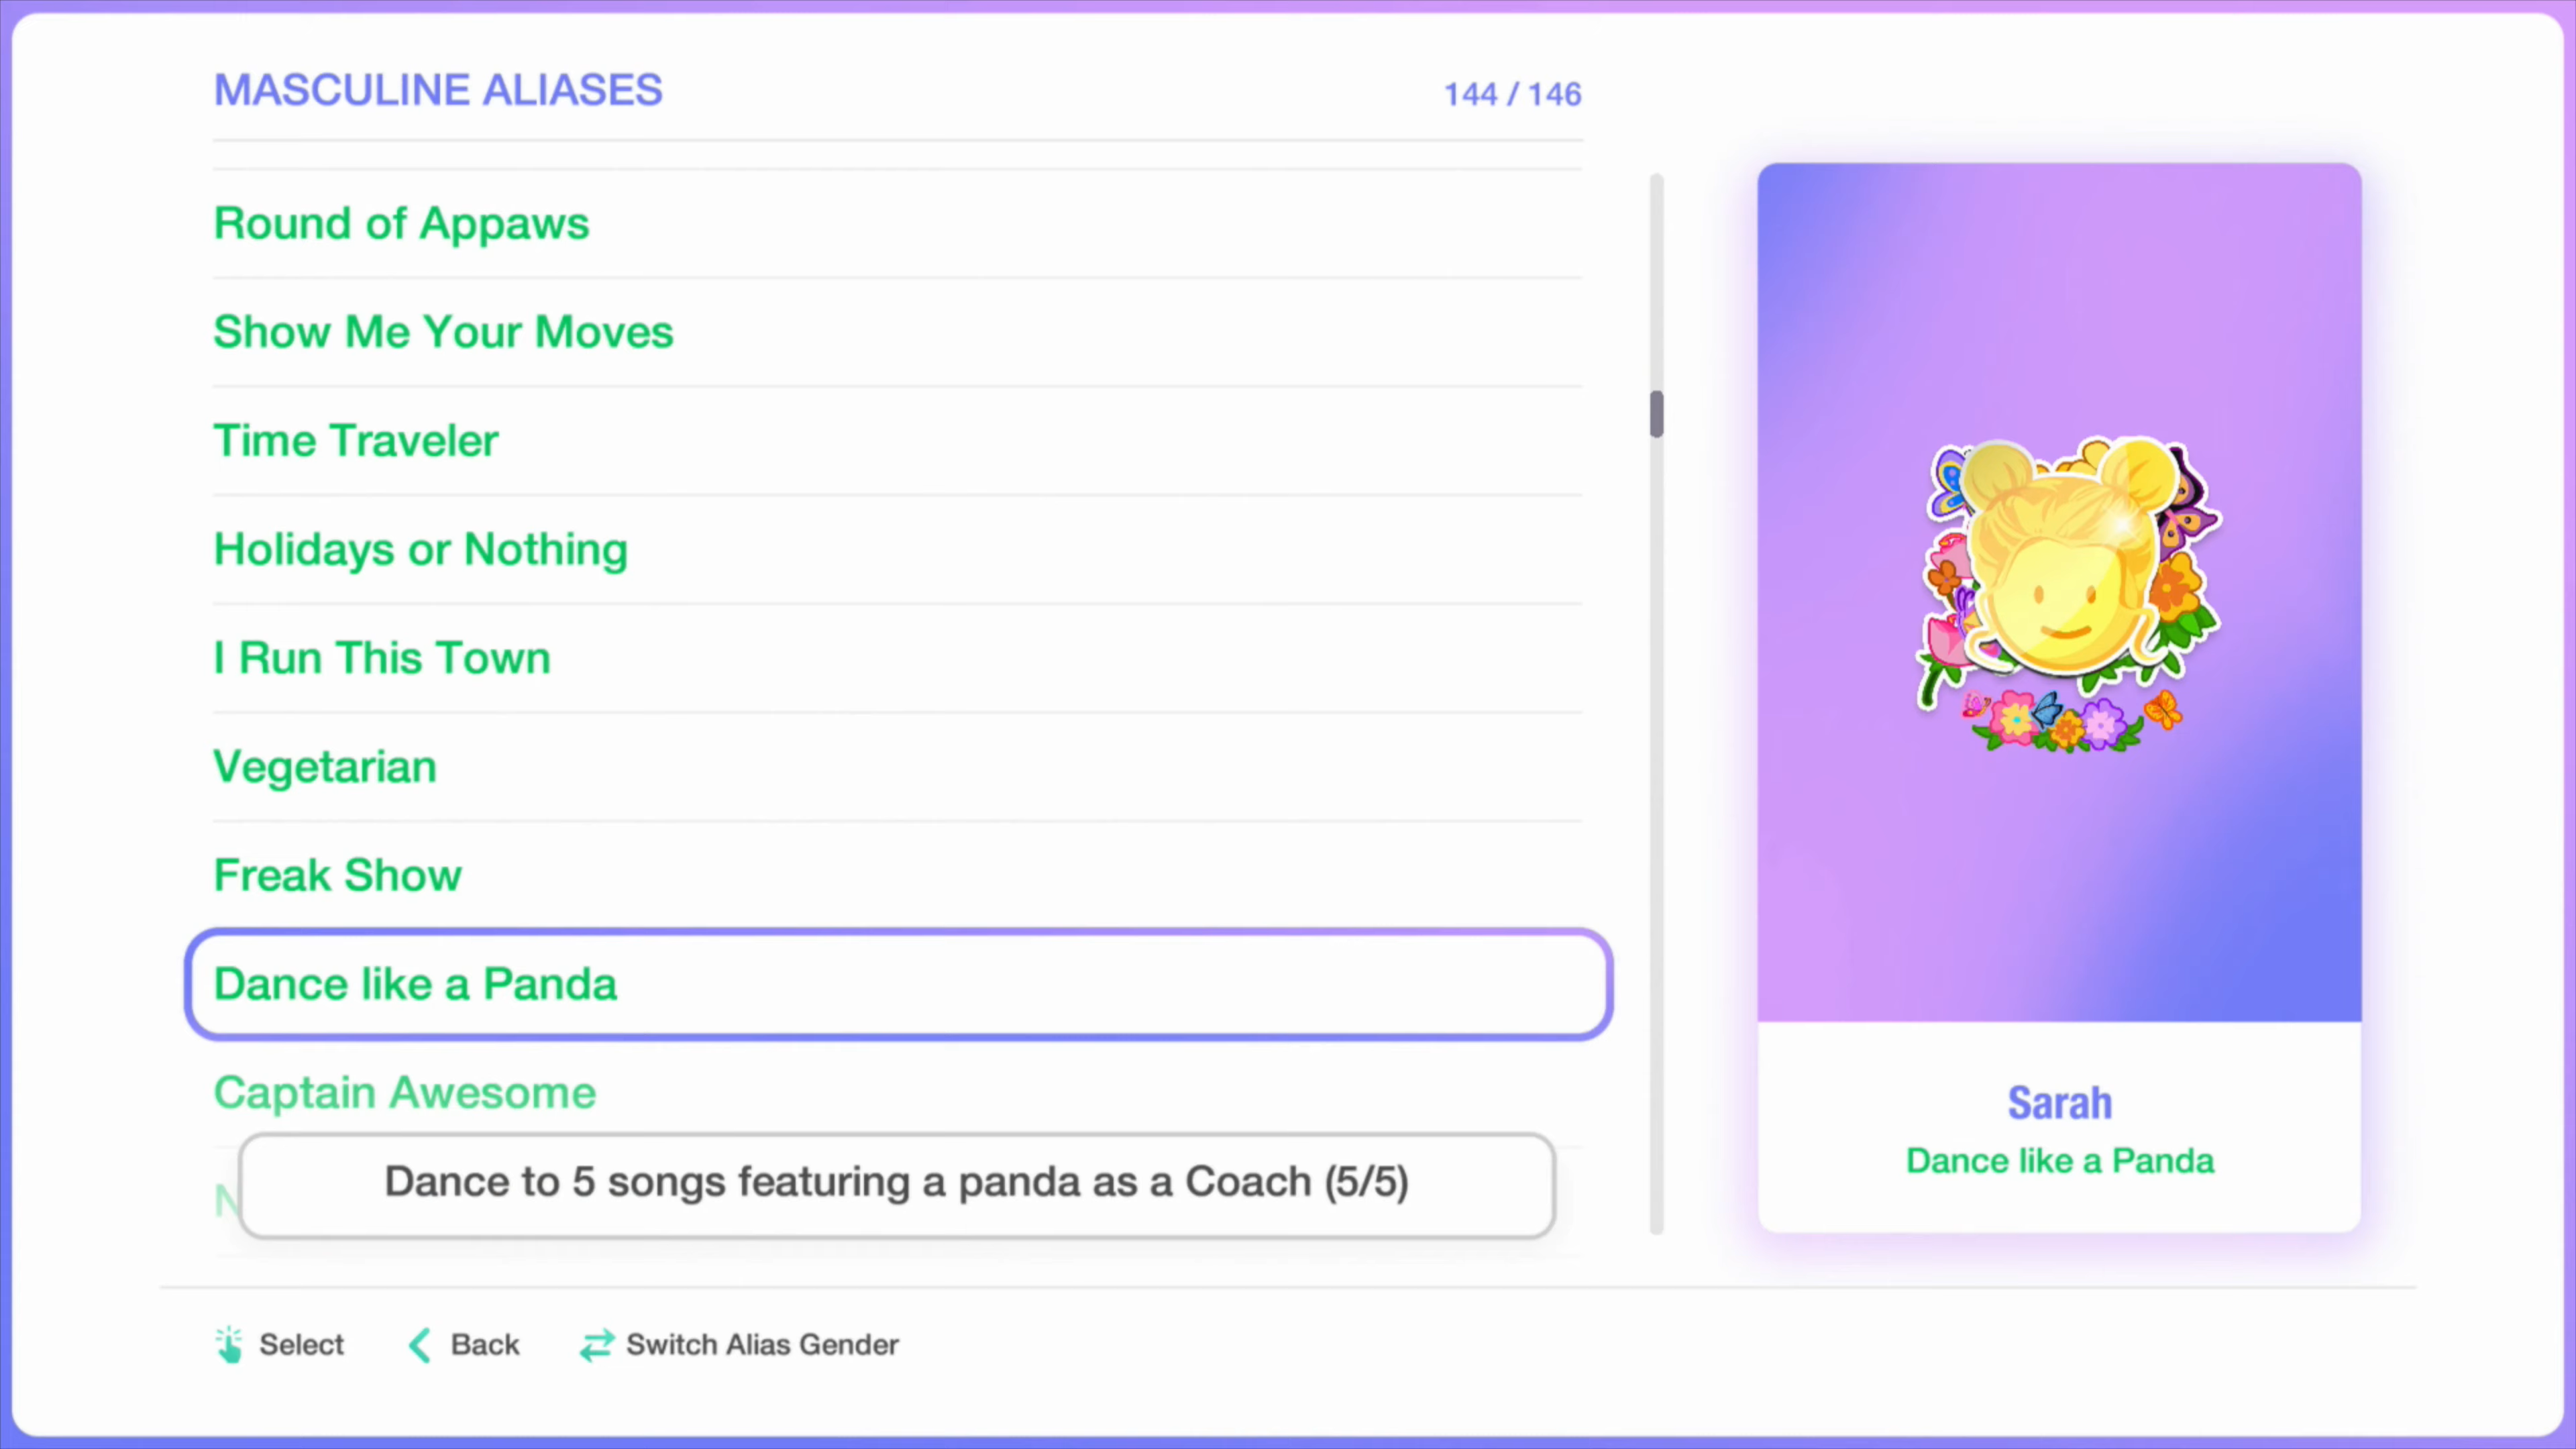 MASCULINE ALIASES
144 / 146
Round of Appaws
Show Me Your Moves
Time Traveler
Holidays or Nothing
I Run This Town
Vegetarian
Freak Show
Dance like a Panda
Captain Awesome
Dance to 5 songs featuring a panda as a Coach (5/5)
Sarah
Dance like a Panda
Select
Back
Switch Alias Gender